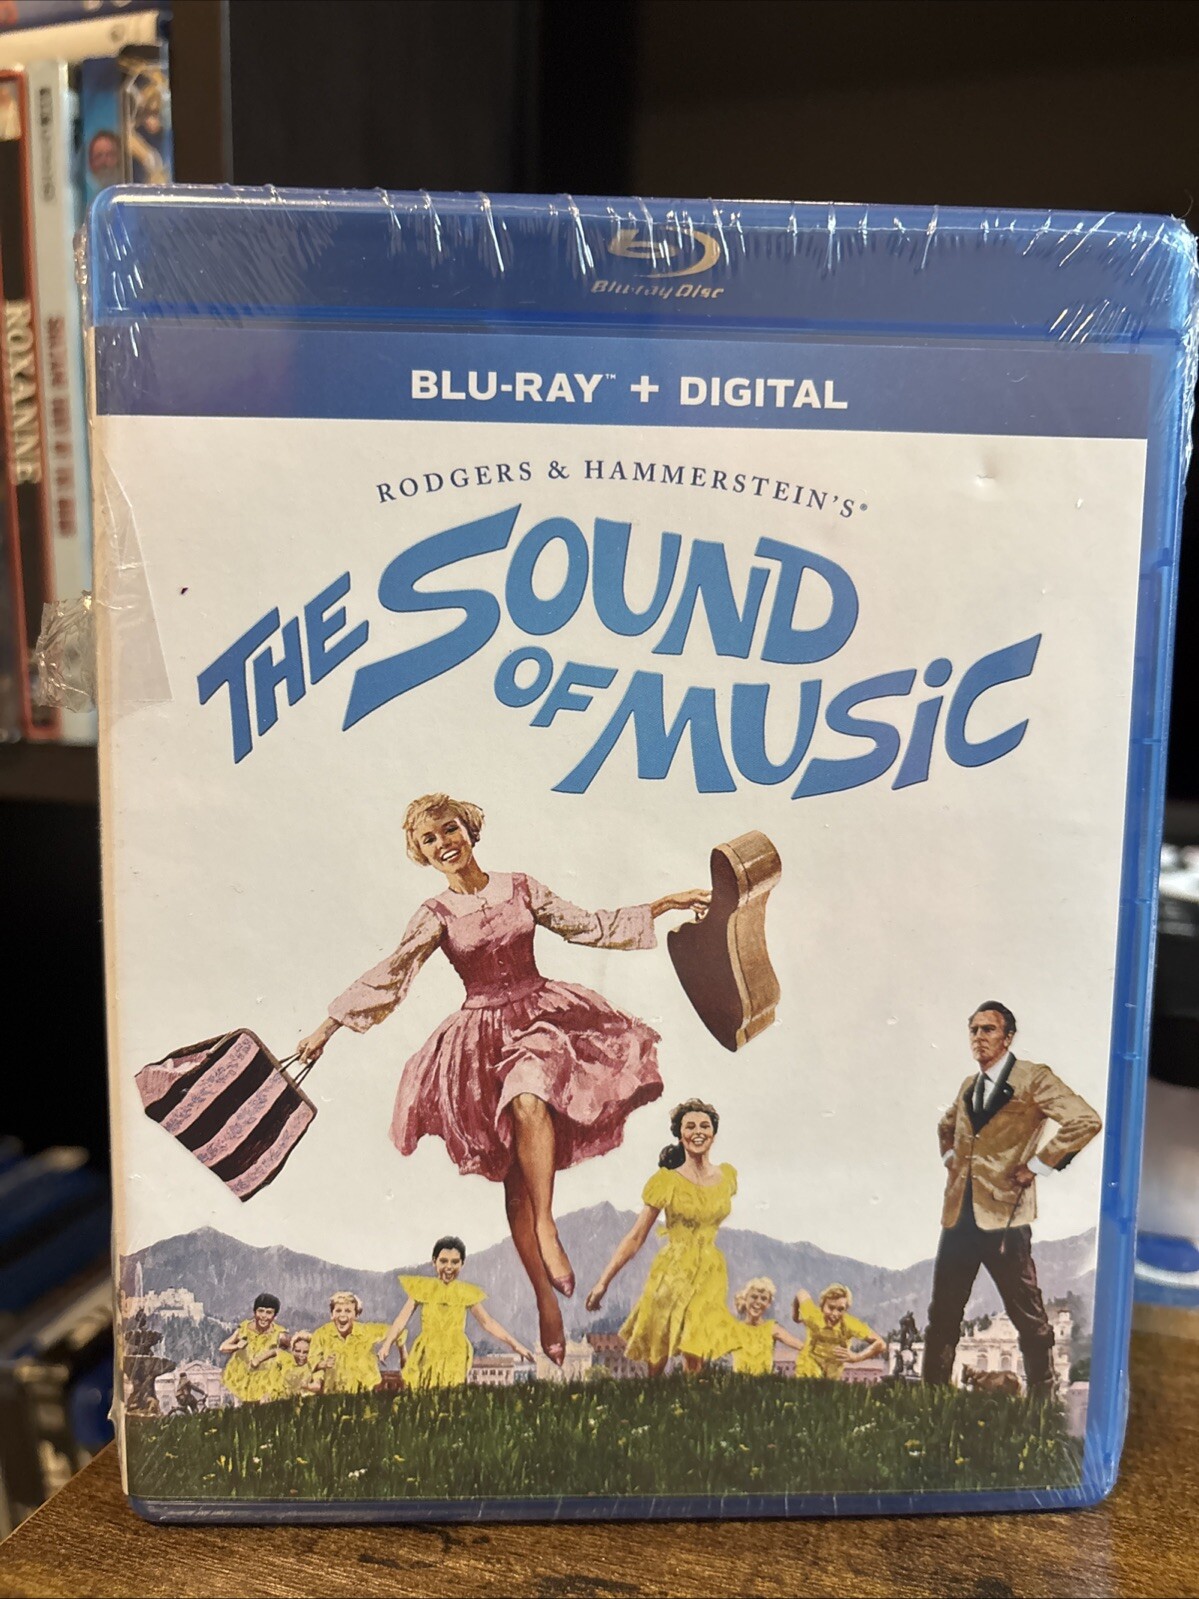 Blu-ray Disc
BLU-RAY™ + DIGITAL
RODGERS & HAMMERSTEIN'S®
THE SOUND
OF MUSIC
ROXANNE